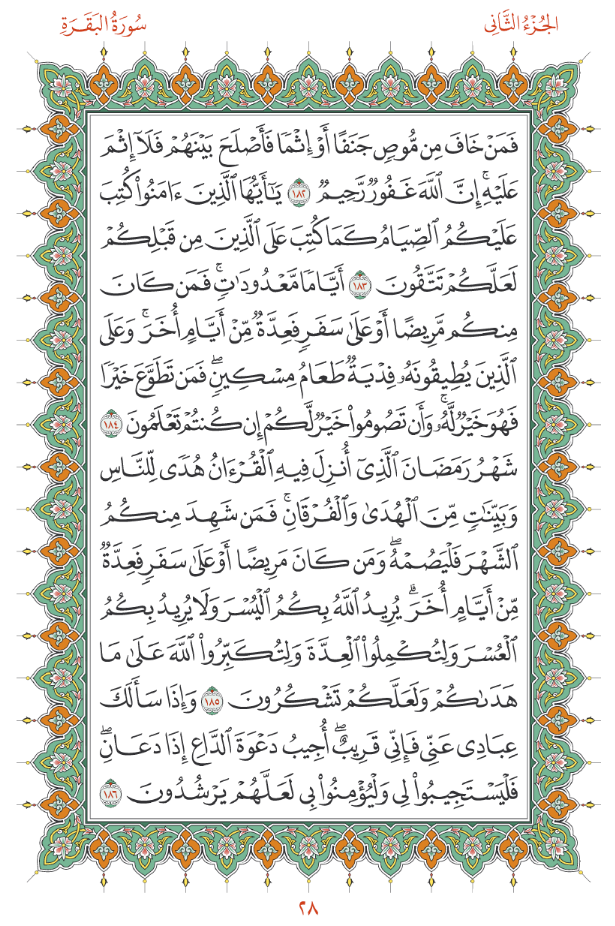 الجُزْءُ الثَّانِي
سُورَةُ البَقَرَةِ
فَمَنۡ خَافَ مِن مُّوصٖ جَنَفًا أَوۡ إِثۡمٗا فَأَصۡلَحَ بَيۡنَهُمۡ فَلَآ إِثۡمَ
عَلَيۡهِۚ إِنَّ ٱللَّهَ غَفُورٞ رَّحِيمٞ ١٨٢ يَـٰٓأَيُّهَا ٱلَّذِينَ ءَامَنُواْ كُتِبَ
عَلَيۡكُمُ ٱلصِّيَامُ كَمَا كُتِبَ عَلَى ٱلَّذِينَ مِن قَبۡلِكُمۡ
لَعَلَّكُمۡ تَتَّقُونَ ١٨٣ أَيَّامٗا مَّعۡدُودَٰتٖۚ فَمَن كَانَ
مِنكُم مَّرِيضًا أَوۡ عَلَىٰ سَفَرٖ فَعِدَّةٞ مِّنۡ أَيَّامٍ أُخَرَۚ وَعَلَى
ٱلَّذِينَ يُطِيقُونَهُۥ فِدۡيَةٞ طَعَامُ مِسۡكِينٖۖ فَمَن تَطَوَّعَ خَيۡرٗا
فَهُوَ خَيۡرٞ لَّهُۥۚ وَأَن تَصُومُواْ خَيۡرٞ لَّكُمۡ إِن كُنتُمۡ تَعۡلَمُونَ ١٨٤
شَهۡرُ رَمَضَانَ ٱلَّذِيٓ أُنزِلَ فِيهِ ٱلۡقُرۡءَانُ هُدٗى لِّلنَّاسِ
وَبَيِّنَٰتٖ مِّنَ ٱلۡهُدَىٰ وَٱلۡفُرۡقَانِۚ فَمَن شَهِدَ مِنكُمُ
ٱلشَّهۡرَ فَلۡيَصُمۡهُۖ وَمَن كَانَ مَرِيضًا أَوۡ عَلَىٰ سَفَرٖ فَعِدَّةٞ
مِّنۡ أَيَّامٍ أُخَرَۗ يُرِيدُ ٱللَّهُ بِكُمُ ٱلۡيُسۡرَ وَلَا يُرِيدُ بِكُمُ
ٱلۡعُسۡرَ وَلِتُكۡمِلُواْ ٱلۡعِدَّةَ وَلِتُكَبِّرُواْ ٱللَّهَ عَلَىٰ مَا
هَدَىٰكُمۡ وَلَعَلَّكُمۡ تَشۡكُرُونَ ١٨٥ وَإِذَا سَأَلَكَ
عِبَادِي عَنِّي فَإِنِّي قَرِيبٌۖ أُجِيبُ دَعۡوَةَ ٱلدَّاعِ إِذَا دَعَانِۖ
فَلۡيَسۡتَجِيبُواْ لِي وَلۡيُؤۡمِنُواْ بِي لَعَلَّهُمۡ يَرۡشُدُونَ ١٨٦
٢٨